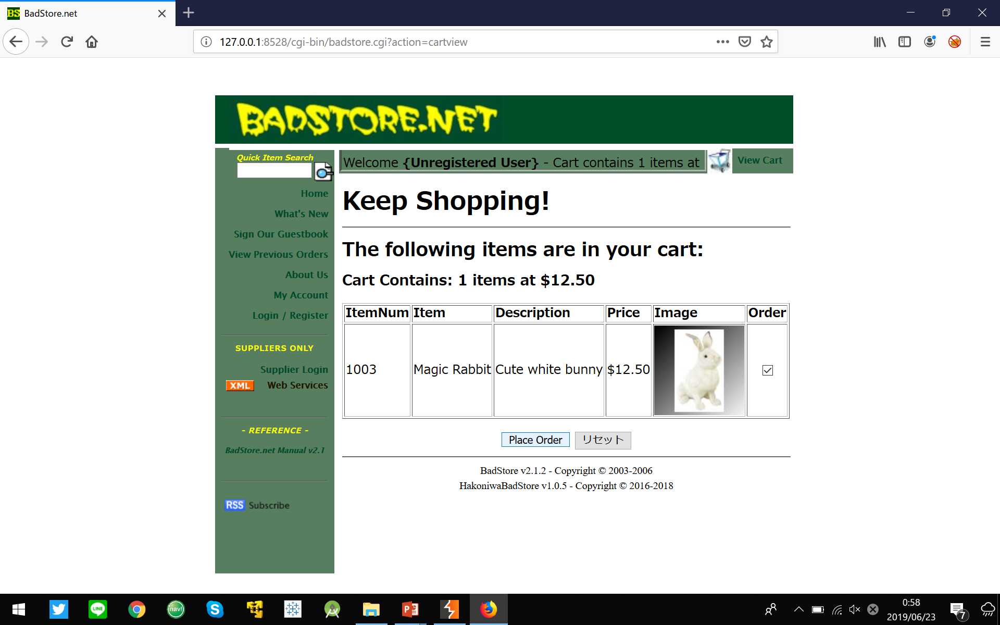 BS BadStore.net
127.0.0.1:8528/cgi-bin/badstore.cgi?action=cartview
BADSTORE.NET
Quick Item Search
Welcome {Unregistered User} - Cart contains 1 items at
View Cart
Home
What's New
Sign Our Guestbook
View Previous Orders
About Us
My Account
Login / Register
SUPPLIERS ONLY
Supplier Login
XML Web Services
- REFERENCE -
BadStore.net Manual v2.1
RSS Subscribe
Keep Shopping!
The following items are in your cart:
Cart Contains: 1 items at $12.50
ItemNum Item Description Price Image Order
1003 Magic Rabbit Cute white bunny $12.50
Place Order リセット
BadStore v2.1.2 - Copyright © 2003-2006
HakoniwaBadStore v1.0.5 - Copyright © 2016-2018
LINE
nav!
0:58
2019/06/23
7